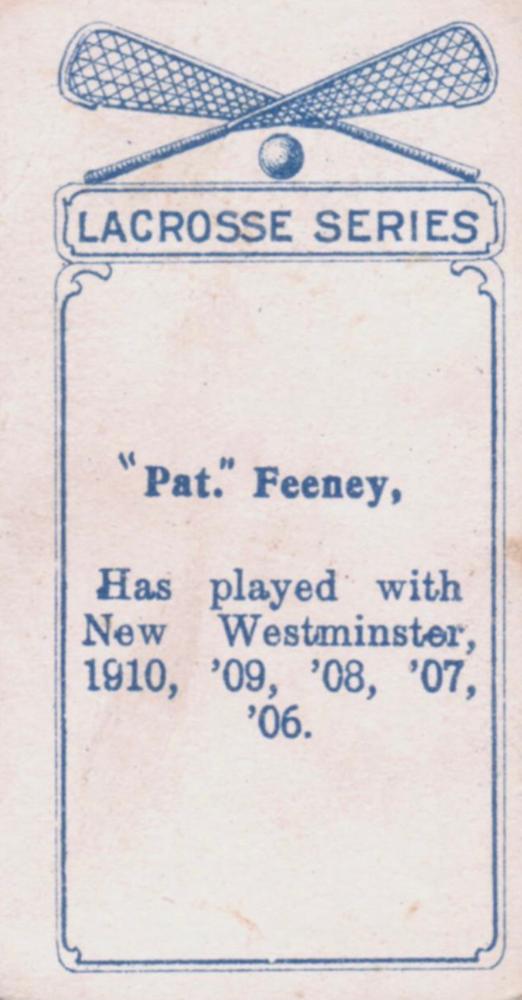 LACROSSE SERIES
"Pat." Feeney,
Has played with
New Westminster,
1910, '09, '08, '07,
'06.